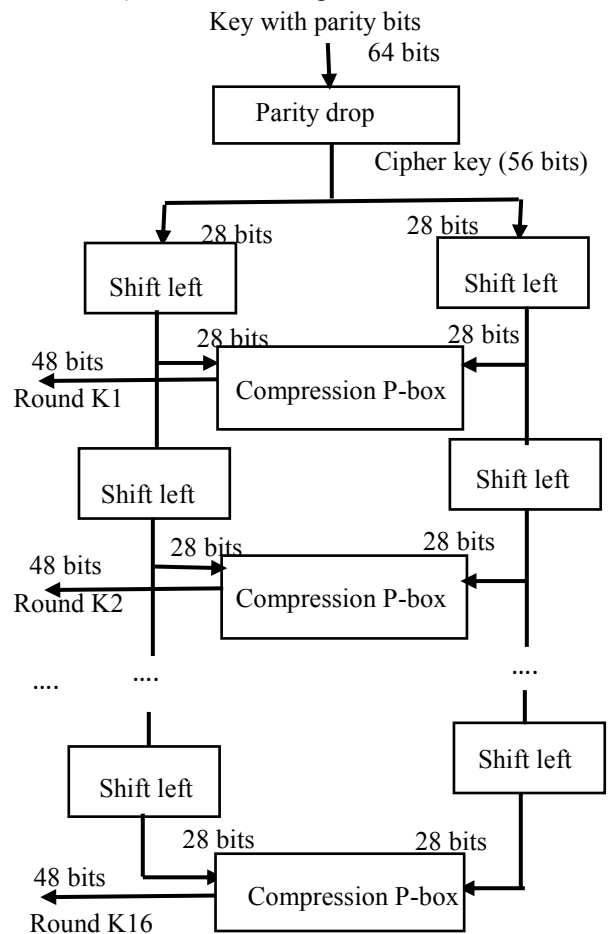 Key with parity bits
64 bits
Parity drop
Cipher key (56 bits)
28 bits
28 bits
Shift left
Shift left
28 bits
28 bits
48 bits
Compression P-box
Round K1
Shift left
Shift left
28 bits
28 bits
48 bits
Compression P-box
Round K2
....
....
....
Shift left
Shift left
28 bits
28 bits
48 bits
Compression P-box
Round K16